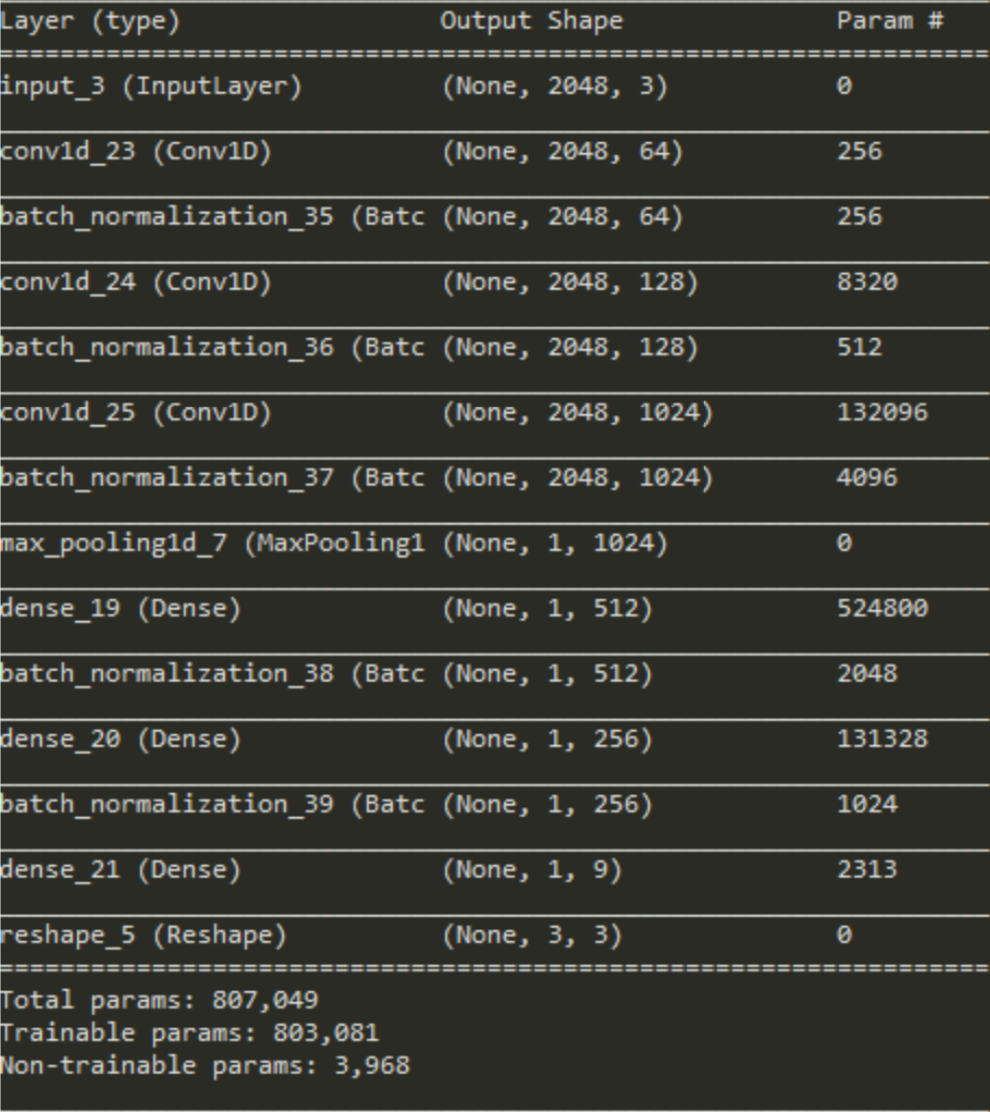 Layer (type) Output Shape Param #
=================================================================
input_3 (InputLayer) (None, 2048, 3) 0
conv1d_23 (Conv1D) (None, 2048, 64) 256
batch_normalization_35 (Batc (None, 2048, 64) 256
conv1d_24 (Conv1D) (None, 2048, 128) 8320
batch_normalization_36 (Batc (None, 2048, 128) 512
conv1d_25 (Conv1D) (None, 2048, 1024) 132096
batch_normalization_37 (Batc (None, 2048, 1024) 4096
max_pooling1d_7 (MaxPooling1 (None, 1, 1024) 0
dense_19 (Dense) (None, 1, 512) 524800
batch_normalization_38 (Batc (None, 1, 512) 2048
dense_20 (Dense) (None, 1, 256) 131328
batch_normalization_39 (Batc (None, 1, 256) 1024
dense_21 (Dense) (None, 1, 9) 2313
reshape_5 (Reshape) (None, 3, 3) 0
=================================================================
Total params: 807,049
Trainable params: 803,081
Non-trainable params: 3,968